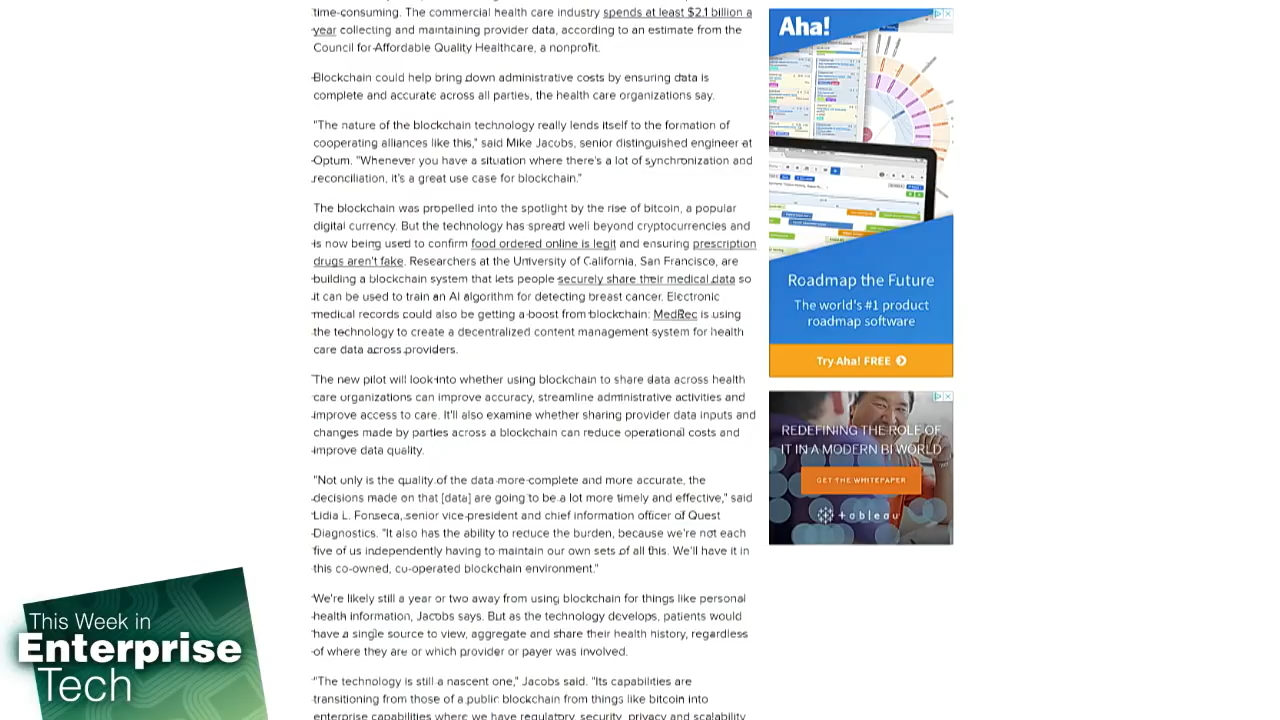 time-consuming. The commercial health care industry spends at least $2.1 billion a
year collecting and maintaining provider data, according to an estimate from the
Council for Affordable Quality Healthcare, a nonprofit.
Blockchain could help bring down administrative costs by ensuring data is
complete and accurate across all parties, the health care organizations say.
"The nature of the blockchain technology really lends itself to the formation of
cooperating alliances like this," said Mike Jacobs, senior distinguished engineer at
Optum. "Whenever you have a situation where there's a lot of synchronization and
reconciliation, it's a great use case for blockchain."
The blockchain was propelled into the spotlight by the rise of bitcoin, a popular
digital currency. But the technology has spread well beyond cryptocurrencies and
is now being used to confirm food ordered online is legit and ensuring prescription
drugs aren't fake. Researchers at the University of California, San Francisco, are
building a blockchain system that lets people securely share their medical data so
it can be used to train an AI algorithm for detecting breast cancer. Electronic
medical records could also be getting a boost from blockchain: MedRec is using
the technology to create a decentralized content management system for health
care data across providers.
The new pilot will look into whether using blockchain to share data across health
care organizations can improve accuracy, streamline administrative activities and
improve access to care. It'll also examine whether sharing provider data inputs and
changes made by parties across a blockchain can reduce operational costs and
improve data quality.
"Not only is the quality of the data more complete and more accurate, the
decisions made on that [data] are going to be a lot more timely and effective," said
Lidia L. Fonseca, senior vice president and chief information officer of Quest
Diagnostics. "It also has the ability to reduce the burden, because we're not each
five of us independently having to maintain our own sets of all this. We'll have it in
this co-owned, co-operated blockchain environment."
We're likely still a year or two away from using blockchain for things like personal
health information, Jacobs says. But as the technology develops, patients would
have a single source to view, aggregate and share their health history, regardless
of where they are or which provider or payer was involved.
"The technology is still a nascent one," Jacobs said. "Its capabilities are
transitioning from those of a public blockchain from things like bitcoin into
enterprise capabilities where we have regulatory, security, privacy and scalability
Aha!
Roadmap the Future
The world's #1 product
roadmap software
Try Aha! FREE
REDEFINING THE ROLE OF
IT IN A MODERN BI WORLD
GET THE WHITEPAPER
tableau
This Week in
Enterprise
Tech